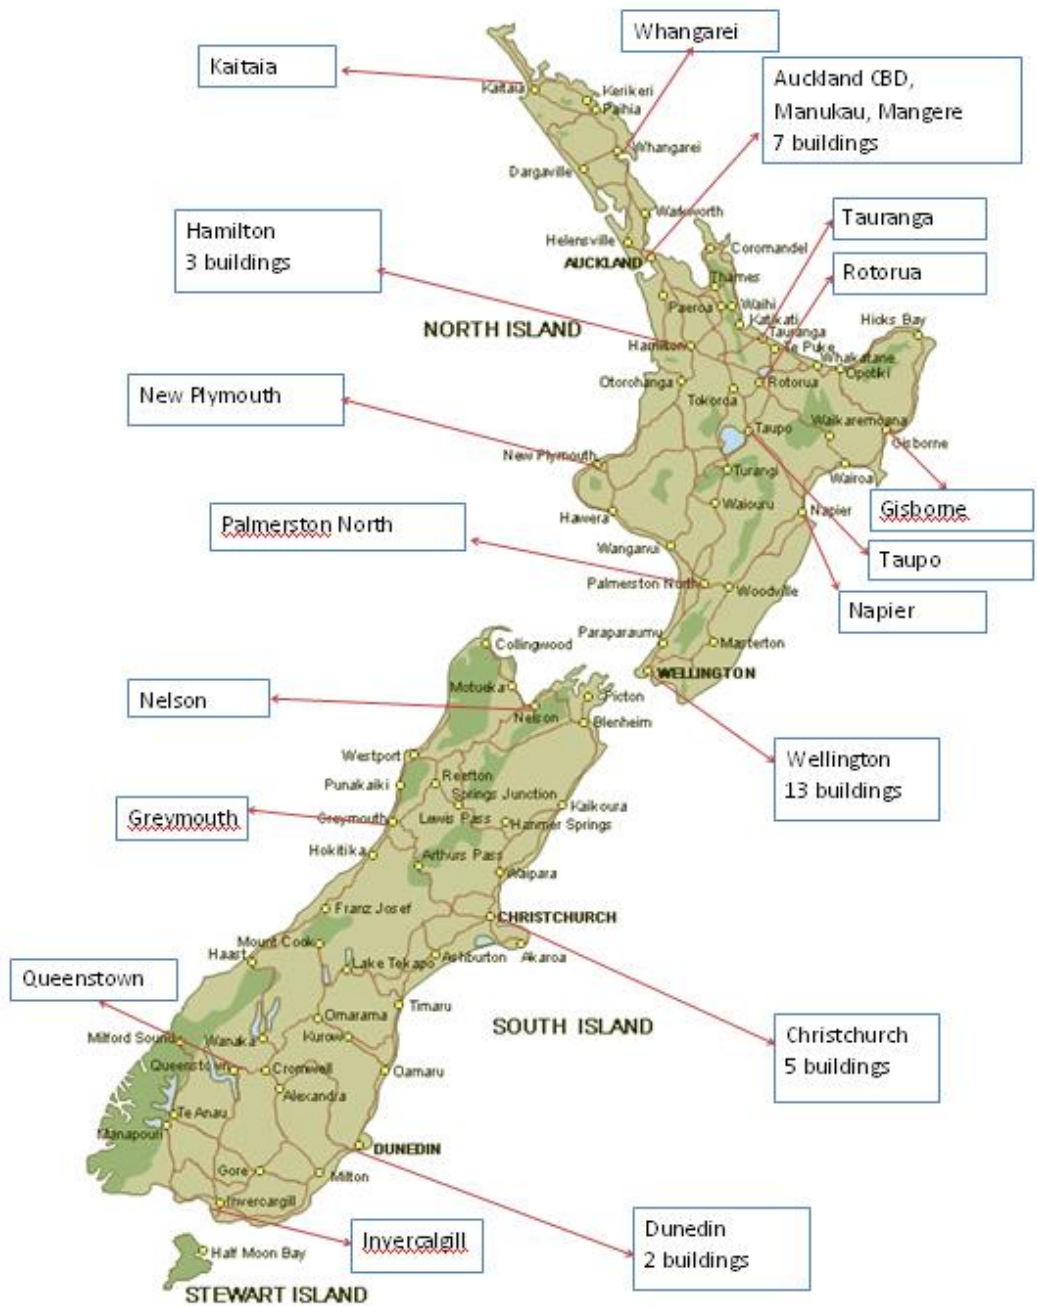 Whangarei
Kaitaia
Auckland CBD,
Manukau, Mangere
7 buildings
Kaitaia
Kerikeri
Paihia
Whangarei
Dargaville
Warkworth
Tauranga
Hamilton
3 buildings
Helensville
Coromandel
AUCKLAND
Rotorua
Thames
Paeroa
Waihi
Katikati
Hicks Bay
NORTH ISLAND
Tauranga
Hamilton
Te Puke
Whakatane
Otorohanga
Rotorua
Opotiki
New Plymouth
Tokoroa
Waikaremoana
Taupo
Gisborne
New Plymouth
Turangi
Wairoa
Waiouru
Napier
Gisborne
Hawera
Palmerston North
Wanganui
Taupo
Palmerston North
Woodville
Napier
Paraparaumu
Masterton
Collingwood
WELLINGTON
Motueka
Picton
Nelson
Nelson
Blenheim
Westport
Wellington
13 buildings
Reefton
Punakaiki
Springs Junction
Kaikoura
Greymouth
Greymouth
Lewis Pass
Hanmer Springs
Hokitika
Arthurs Pass
Waipara
Franz Josef
CHRISTCHURCH
Mount Cook
Haast
Lake Tekapo
Ashburton
Akaroa
Queenstown
Timaru
Omarama
SOUTH ISLAND
Milford Sound
Wanaka
Kurow
Christchurch
5 buildings
Queenstown
Cromwell
Oamaru
Alexandra
Te Anau
Manapouri
DUNEDIN
Gore
Milton
Invercargill
Invercalgill
Dunedin
2 buildings
Half Moon Bay
STEWART ISLAND